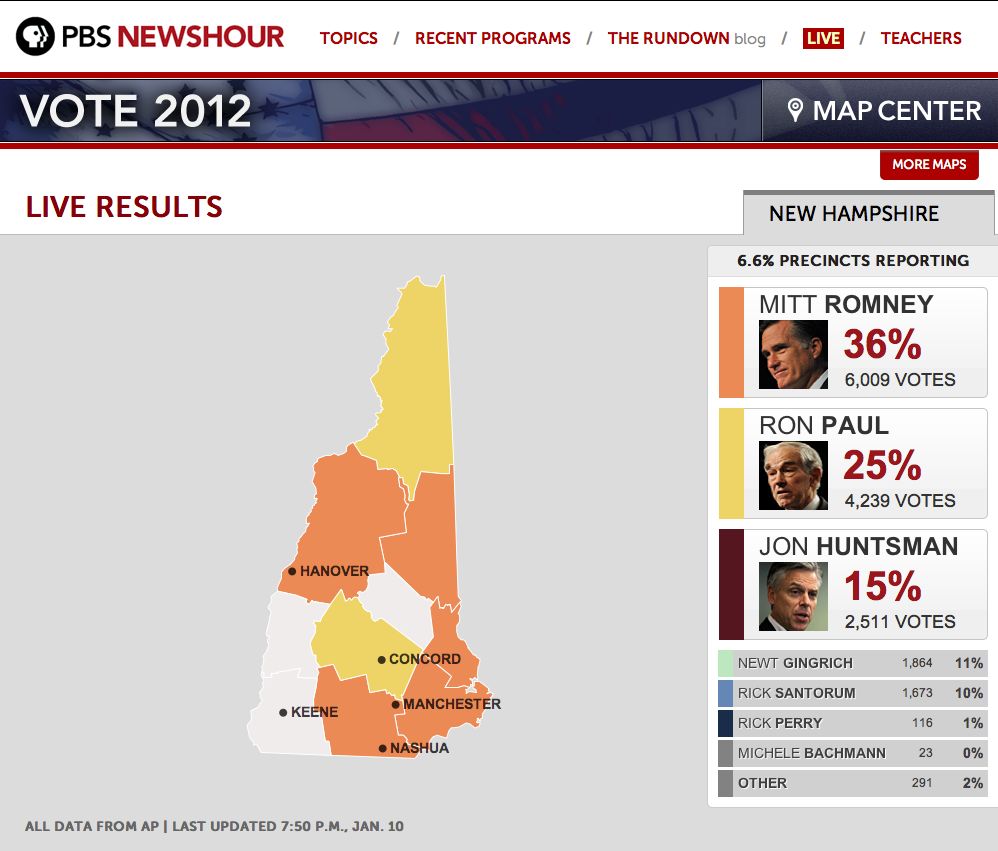 PBS NEWSHOUR
TOPICS / RECENT PROGRAMS / THE RUNDOWN blog / LIVE / TEACHERS
VOTE 2012
MAP CENTER
MORE MAPS
LIVE RESULTS
NEW HAMPSHIRE
6.6% PRECINCTS REPORTING
MITT ROMNEY
36%
6,009 VOTES
RON PAUL
25%
4,239 VOTES
JON HUNTSMAN
15%
2,511 VOTES
NEWT GINGRICH 1,864 11%
RICK SANTORUM 1,673 10%
RICK PERRY 116 1%
MICHELE BACHMANN 23 0%
OTHER 291 2%
HANOVER
CONCORD
MANCHESTER
KEENE
NASHUA
ALL DATA FROM AP | LAST UPDATED 7:50 P.M., JAN. 10